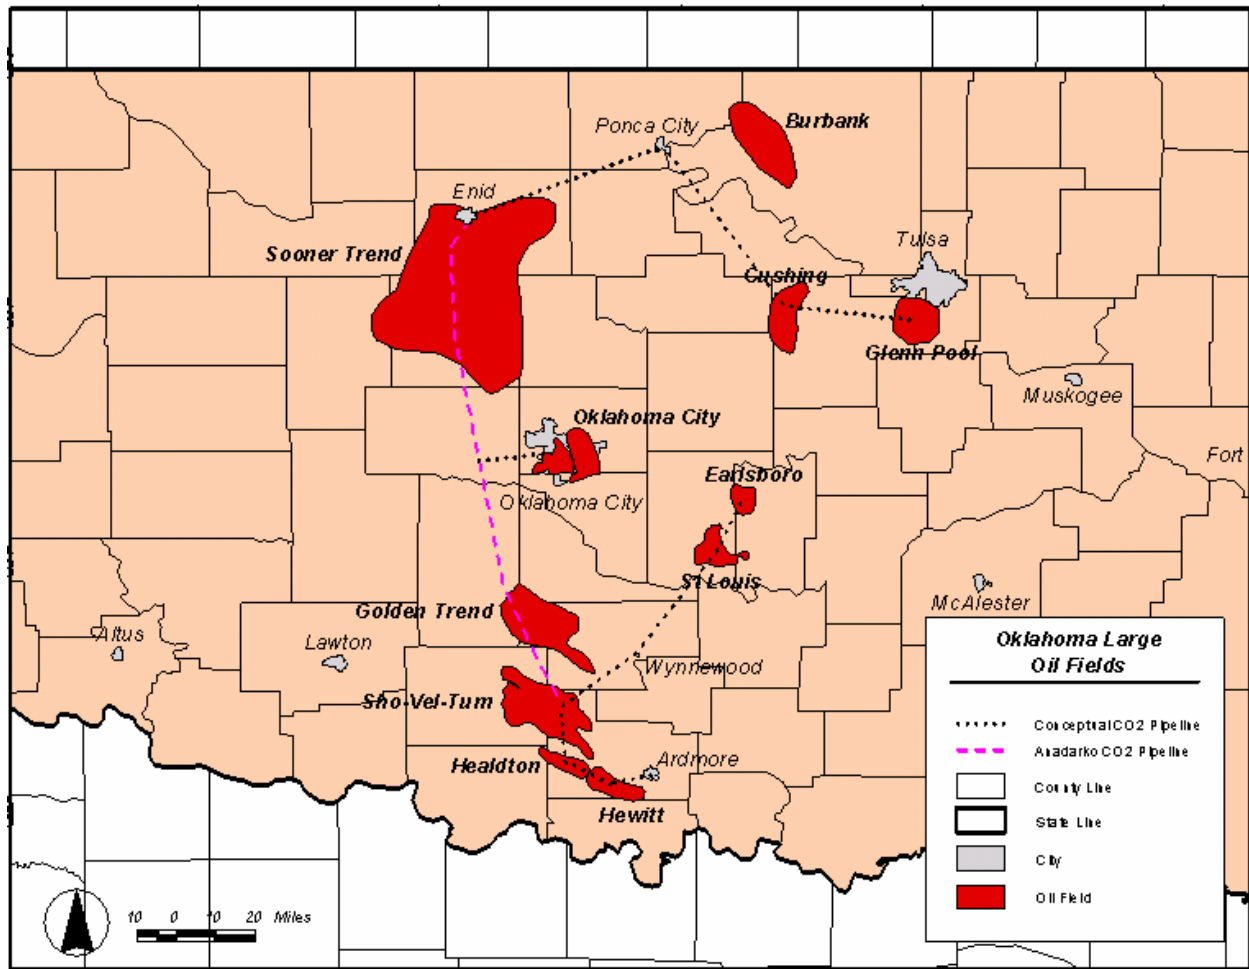 Burbank
Ponca City
Enid
Sooner Trend
Tulsa
Cushing
Glenn Pool
Muskogee
Oklahoma City
Fort
Earlsboro
Oklahoma City
St Louis
McAlester
Golden Trend
Altus
Lawton
Wynnewood
Sho-Vel-Tum
Healdton
Ardmore
Hewitt
Oklahoma Large
Oil Fields
Conceptual CO2 Pipeline
Anadarko CO2 Pipeline
County Line
State Line
City
Oil Field
10 0 10 20 Miles